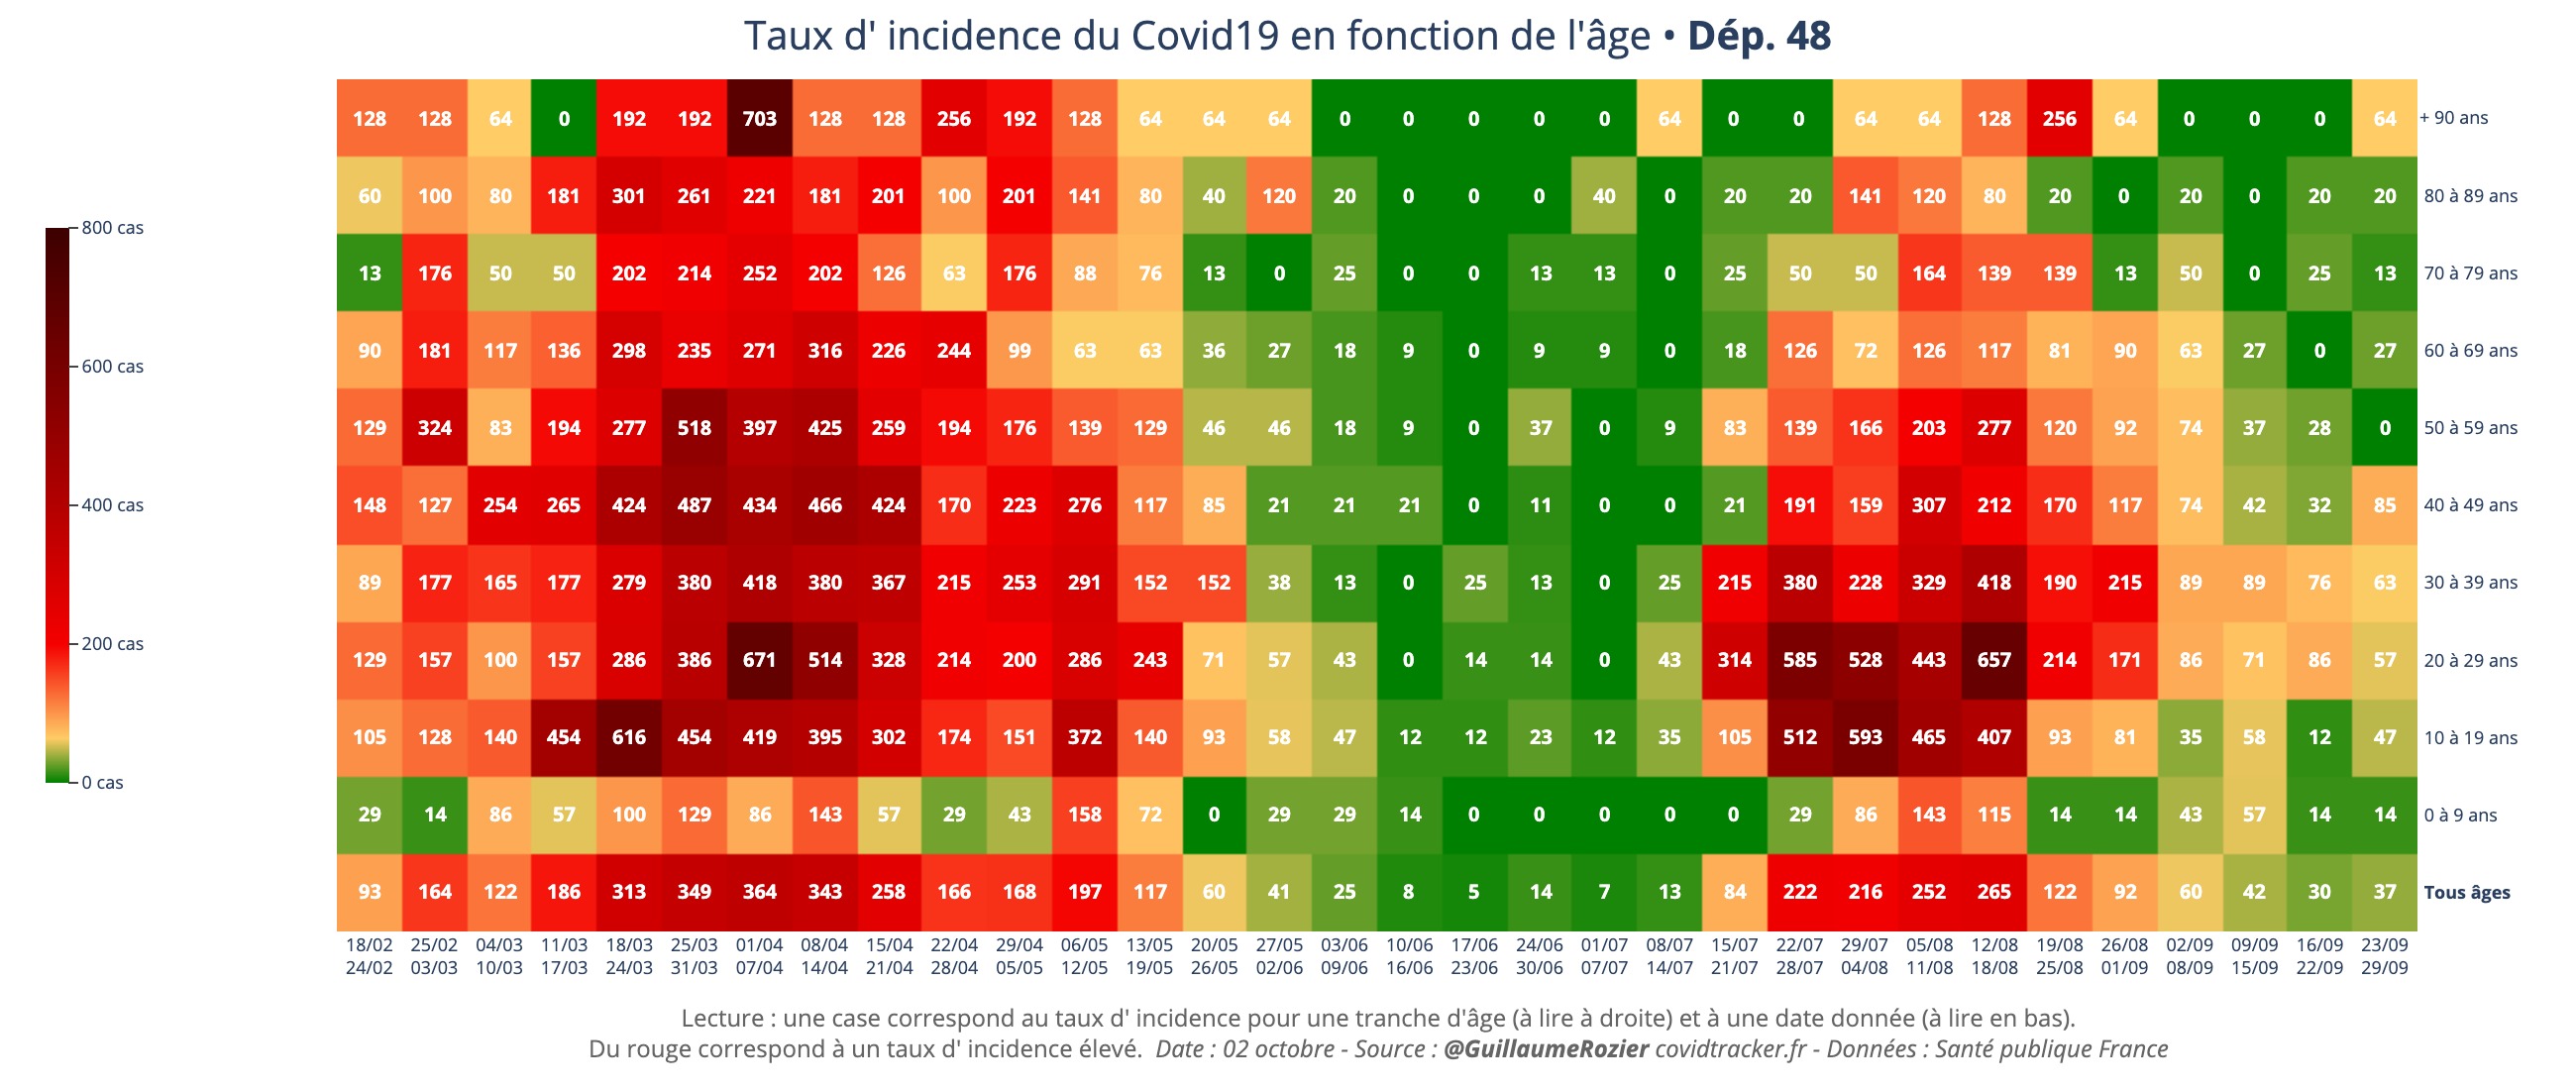 Taux d' incidence du Covid19 en fonction de l'âge • Dép. 48
128 128 64 0 192 192 703 128 128 256 192 128 64 64 64 0 0 0 0 0 64 0 0 64 64 128 256 64 0 0 0 64 + 90 ans
60 100 80 181 301 261 221 181 201 100 201 141 80 40 120 20 0 0 0 40 0 20 20 141 120 80 20 0 20 0 20 20 80 à 89 ans
13 176 50 50 202 214 252 202 126 63 176 88 76 13 0 25 0 0 13 13 0 25 50 50 164 139 139 13 50 0 25 13 70 à 79 ans
90 181 117 136 298 235 271 316 226 244 99 63 63 36 27 18 9 0 9 9 0 18 126 72 126 117 81 90 63 27 0 27 60 à 69 ans
129 324 83 194 277 518 397 425 259 194 176 139 129 46 46 18 9 0 37 0 9 83 139 166 203 277 120 92 74 37 28 0 50 à 59 ans
148 127 254 265 424 487 434 466 424 170 223 276 117 85 21 21 21 0 11 0 0 21 191 159 307 212 170 117 74 42 32 85 40 à 49 ans
89 177 165 177 279 380 418 380 367 215 253 291 152 152 38 13 0 25 13 0 25 215 380 228 329 418 190 215 89 89 76 63 30 à 39 ans
129 157 100 157 286 386 671 514 328 214 200 286 243 71 57 43 0 14 14 0 43 314 585 528 443 657 214 171 86 71 86 57 20 à 29 ans
105 128 140 454 616 454 419 395 302 174 151 372 140 93 58 47 12 12 23 12 35 105 512 593 465 407 93 81 35 58 12 47 10 à 19 ans
29 14 86 57 100 129 86 143 57 29 43 158 72 0 29 29 14 0 0 0 0 0 29 86 143 115 14 14 43 57 14 14 0 à 9 ans
93 164 122 186 313 349 364 343 258 166 168 197 117 60 41 25 8 5 14 7 13 84 222 216 252 265 122 92 60 42 30 37 Tous âges
18/02 25/02 04/03 11/03 18/03 25/03 01/04 08/04 15/04 22/04 29/04 06/05 13/05 20/05 27/05 03/06 10/06 17/06 24/06 01/07 08/07 15/07 22/07 29/07 05/08 12/08 19/08 26/08 02/09 09/09 16/09 23/09
24/02 03/03 10/03 17/03 24/03 31/03 07/04 14/04 21/04 28/04 05/05 12/05 19/05 26/05 02/06 09/06 16/06 23/06 30/06 07/07 14/07 21/07 28/07 04/08 11/08 18/08 25/08 01/09 08/09 15/09 22/09 29/09
800 cas
600 cas
400 cas
200 cas
0 cas
Lecture : une case correspond au taux d' incidence pour une tranche d'âge (à lire à droite) et à une date donnée (à lire en bas).
Du rouge correspond à un taux d' incidence élevé. Date : 02 octobre - Source : @GuillaumeRozier covidtracker.fr - Données : Santé publique France